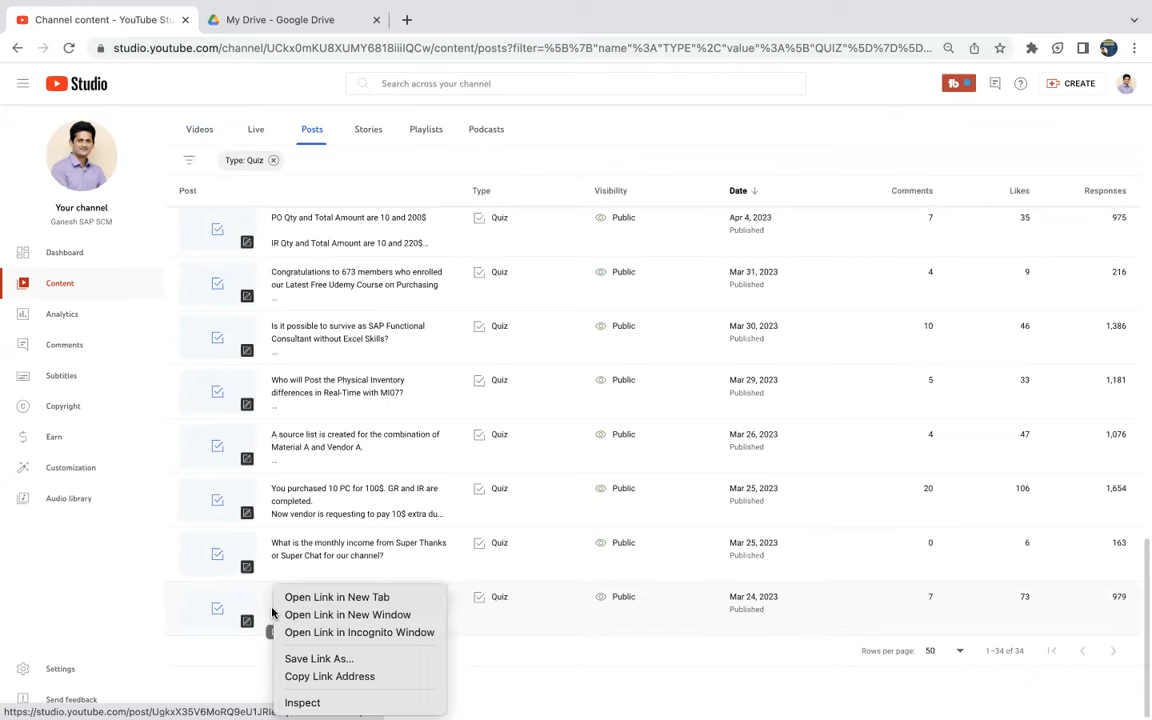 Channel content - YouTube Stu
My Drive - Google Drive
studio.youtube.com/channel/UCkx0mKU8XUMY6818iiiIQCw/content/posts?filter=%5B%7B"name"%3A"TYPE"%2C"value"%3A%5B"QUIZ"%5D%7D%5D...
Studio
Search across your channel
tb
CREATE
Videos
Live
Posts
Stories
Playlists
Podcasts
Type: Quiz
Post
Type
Visibility
Date
Comments
Likes
Responses
Your channel
Ganesh SAP SCM
Dashboard
Content
Analytics
Comments
Subtitles
Copyright
Earn
Customization
Audio library
Settings
Send feedback
PO Qty and Total Amount are 10 and 200$
IR Qty and Total Amount are 10 and 220$...
Quiz
Public
Apr 4, 2023
Published
7
35
975
Congratulations to 673 members who enrolled
our Latest Free Udemy Course on Purchasing
...
Quiz
Public
Mar 31, 2023
Published
4
9
216
Is it possible to survive as SAP Functional
Consultant without Excel Skills?
...
Quiz
Public
Mar 30, 2023
Published
10
46
1,386
Who will Post the Physical Inventory
differences in Real-Time with MI07?
...
Quiz
Public
Mar 29, 2023
Published
5
33
1,181
A source list is created for the combination of
Material A and Vendor A.
...
Quiz
Public
Mar 26, 2023
Published
4
47
1,076
You purchased 10 PC for 100$. GR and IR are
completed.
Now vendor is requesting to pay 10$ extra du...
Quiz
Public
Mar 25, 2023
Published
20
106
1,654
What is the monthly income from Super Thanks
or Super Chat for our channel?
Quiz
Public
Mar 25, 2023
Published
0
6
163
Quiz
Public
Mar 24, 2023
Published
7
73
979
Open Link in New Tab
Open Link in New Window
Open Link in Incognito Window
Save Link As...
Copy Link Address
Inspect
Rows per page:
50
1–34 of 34